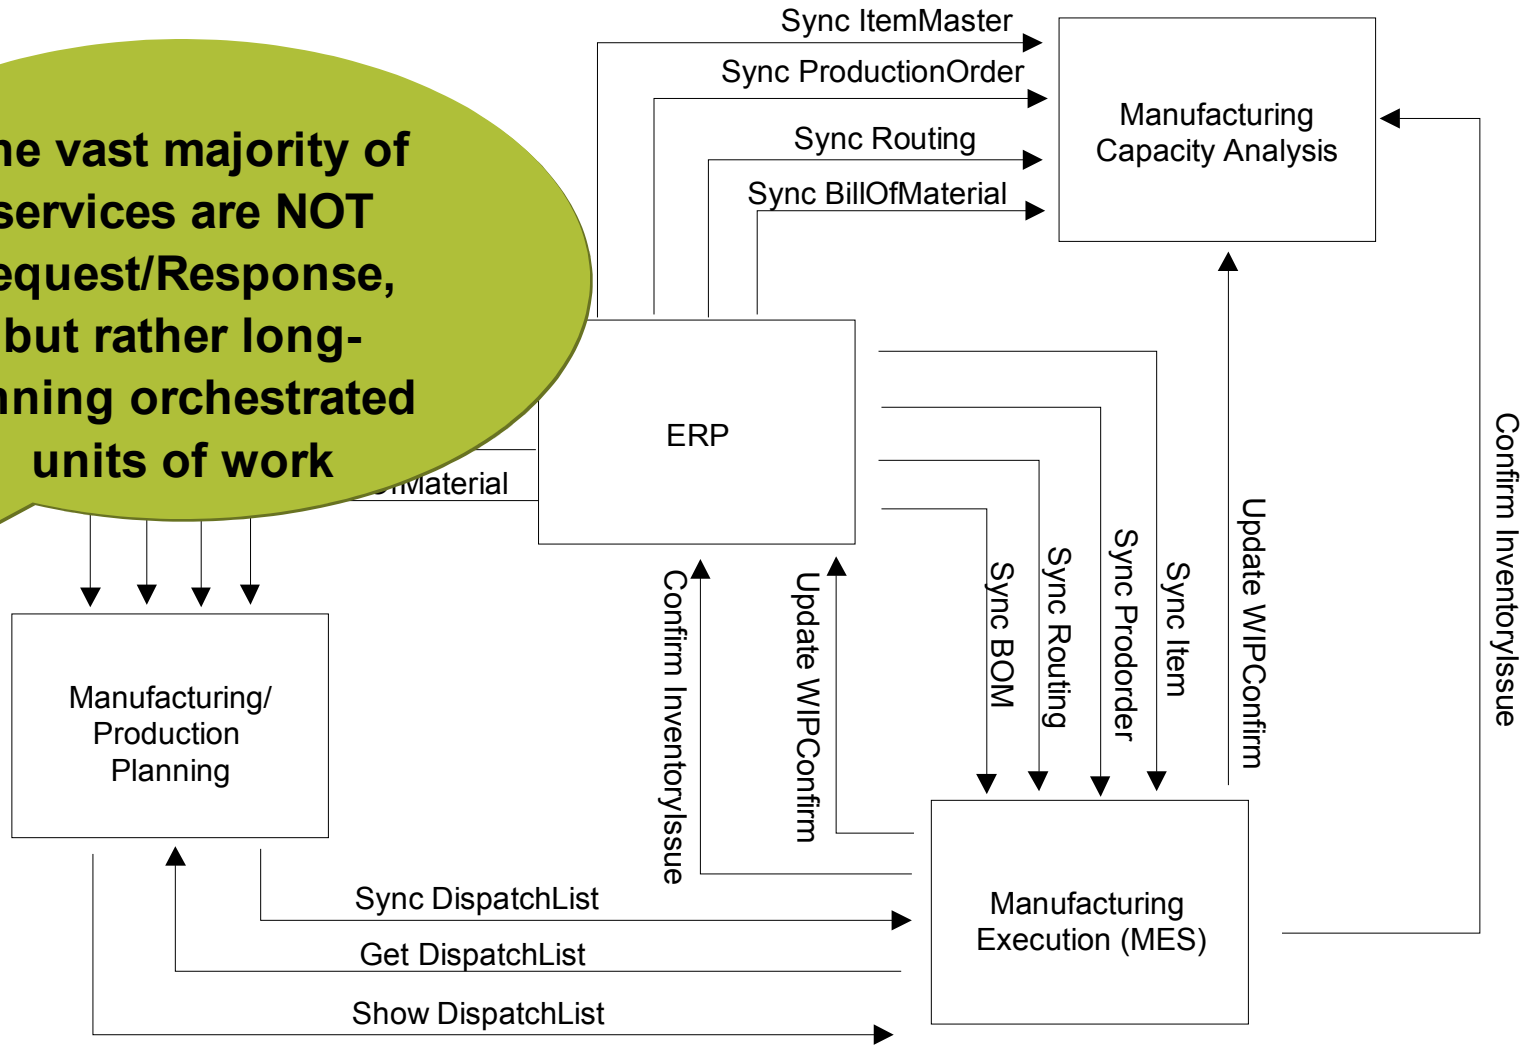 Sync ItemMaster
Sync ProductionOrder
Sync Routing
Sync BillOfMaterial
Manufacturing
Capacity Analysis
vast majority of
services are NOT
equest/Response,
but rather long-
nning orchestrated
units of work
ofMaterial
ERP
Confirm InventoryIssue
Update WIPConfirm
Sync BOM
Sync Routing
Sync Prodorder
Sync Item
Update WIPConfirm
Confirm InventoryIssue
Manufacturing/
Production
Planning
Sync DispatchList
Get DispatchList
Show DispatchList
Manufacturing
Execution (MES)